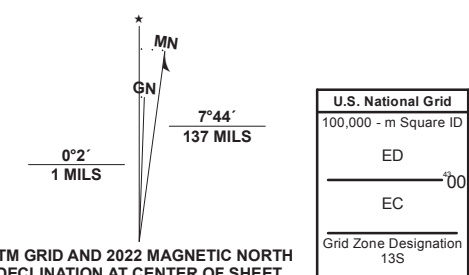 ★
MN
GN
7°44´
137 MILS
0°2´
1 MILS
TM GRID AND 2022 MAGNETIC NORTH
DECLINATION AT CENTER OF SHEET
U.S. National Grid
100,000 - m Square ID
ED
4300
EC
Grid Zone Designation
13S